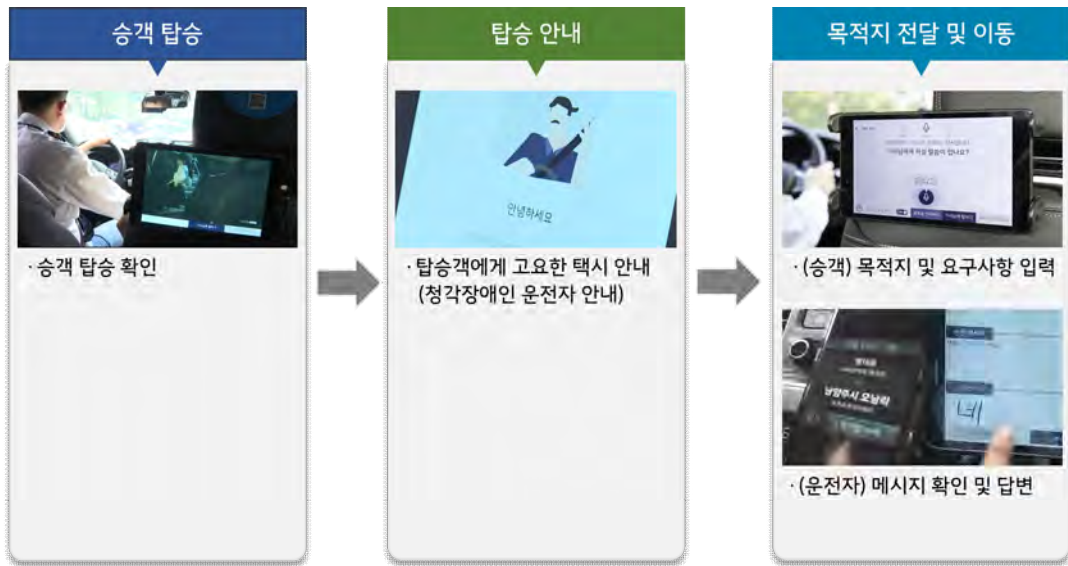 승객 탑승
탑승 안내
목적지 전달 및 이동
안녕하세요
· 승객 탑승 확인
· 탑승객에게 고요한 택시 안내
(청각장애인 운전자 안내)
· (승객) 목적지 및 요구사항 입력
남양주시 오남읍
네
· (운전자) 메시지 확인 및 답변